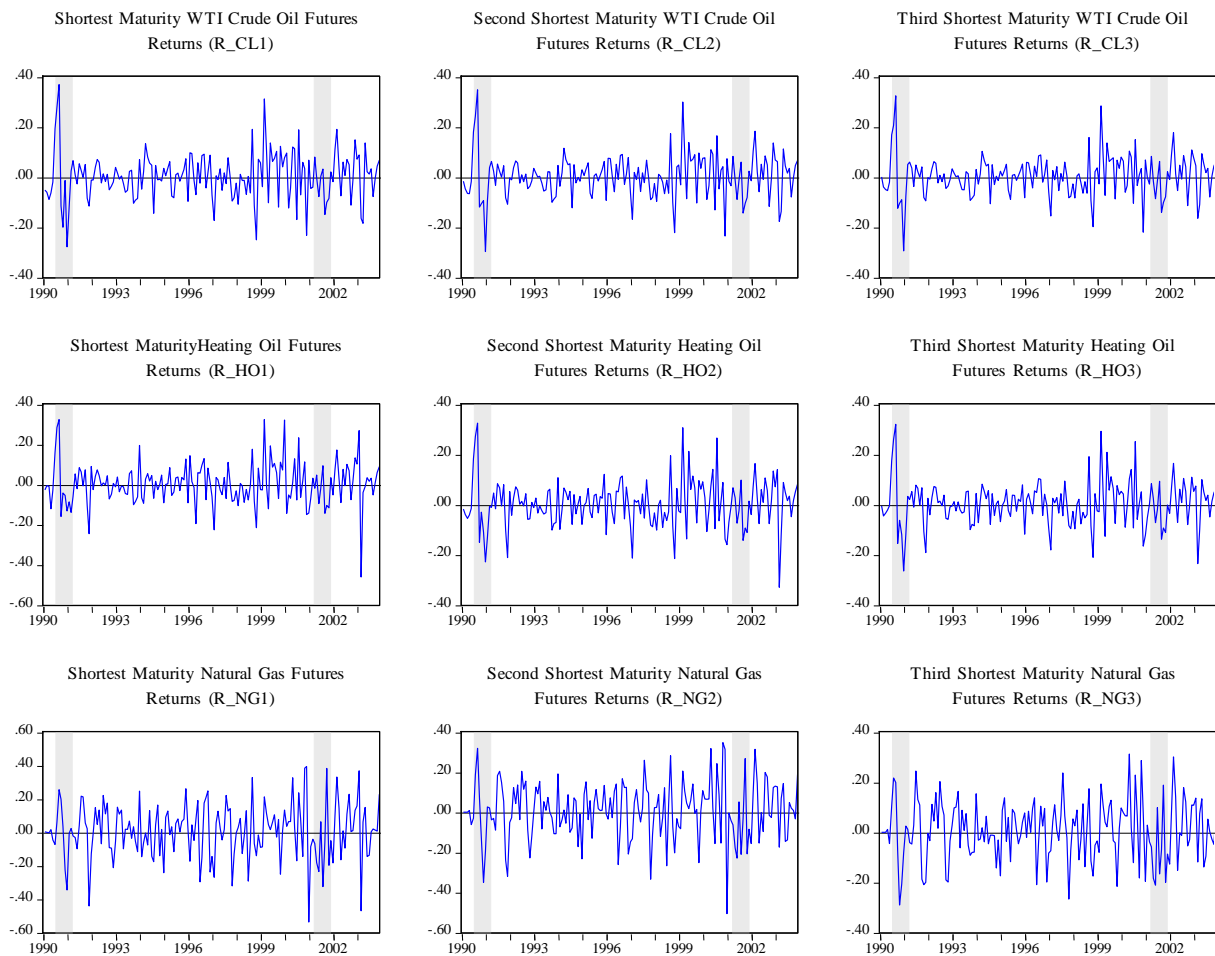 Shortest Maturity WTI Crude Oil Futures
Returns (R_CL1)
.40
.20
.00
-.20
-.40
1990 1993 1996 1999 2002
Second Shortest Maturity WTI Crude Oil
Futures Returns (R_CL2)
.40
.20
.00
-.20
-.40
1990 1993 1996 1999 2002
Third Shortest Maturity WTI Crude Oil
Futures Returns (R_CL3)
.40
.20
.00
-.20
-.40
1990 1993 1996 1999 2002
Shortest MaturityHeating Oil Futures
Returns (R_HO1)
.40
.20
.00
-.20
-.40
-.60
1990 1993 1996 1999 2002
Second Shortest Maturity Heating Oil
Futures Returns (R_HO2)
.40
.20
.00
-.20
-.40
1990 1993 1996 1999 2002
Third Shortest Maturity Heating Oil
Futures Returns (R_HO3)
.40
.20
.00
-.20
-.40
1990 1993 1996 1999 2002
Shortest Maturity Natural Gas Futures
Returns (R_NG1)
.60
.40
.20
.00
-.20
-.40
-.60
1990 1993 1996 1999 2002
Second Shortest Maturity Natural Gas
Futures Returns (R_NG2)
.40
.20
.00
-.20
-.40
-.60
1990 1993 1996 1999 2002
Third Shortest Maturity Natural Gas
Futures Returns (R_NG3)
.40
.20
.00
-.20
-.40
1990 1993 1996 1999 2002